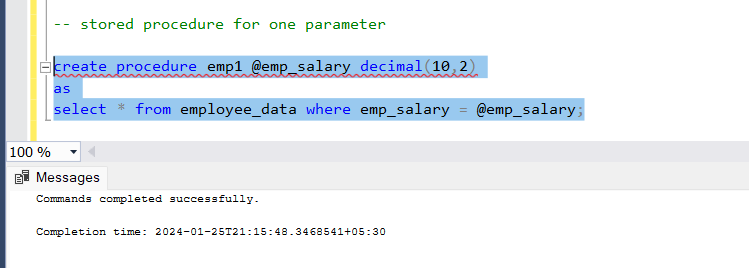 -- stored procedure for one parameter
create procedure emp1 @emp_salary decimal(10,2)
as
select * from employee_data where emp_salary = @emp_salary;
100 %
Messages
Commands completed successfully.
Completion time: 2024-01-25T21:15:48.3468541+05:30